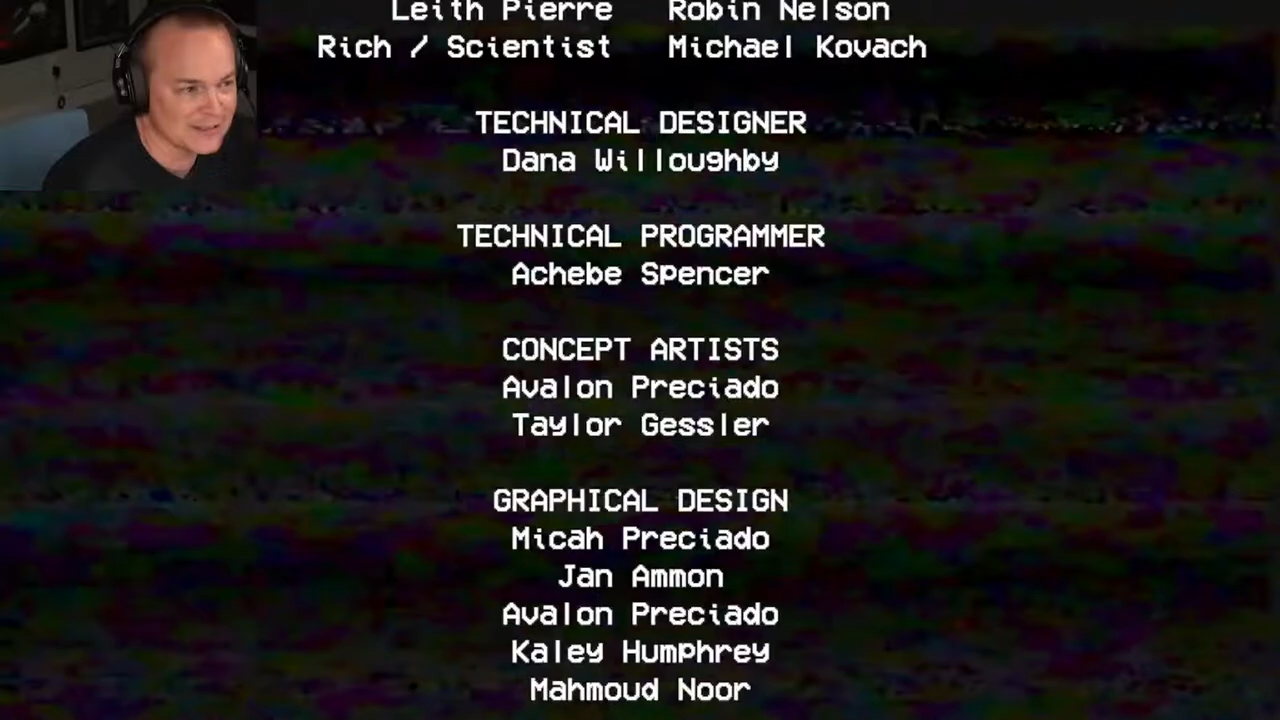 Leith Pierre Robin Nelson
Rich / Scientist Michael Kovach
TECHNICAL DESIGNER
Dana Willoughby
TECHNICAL PROGRAMMER
Achebe Spencer
CONCEPT ARTISTS
Avalon Preciado
Taylor Gessler
GRAPHICAL DESIGN
Micah Preciado
Jan Ammon
Avalon Preciado
Kaley Humphrey
Mahmoud Noor